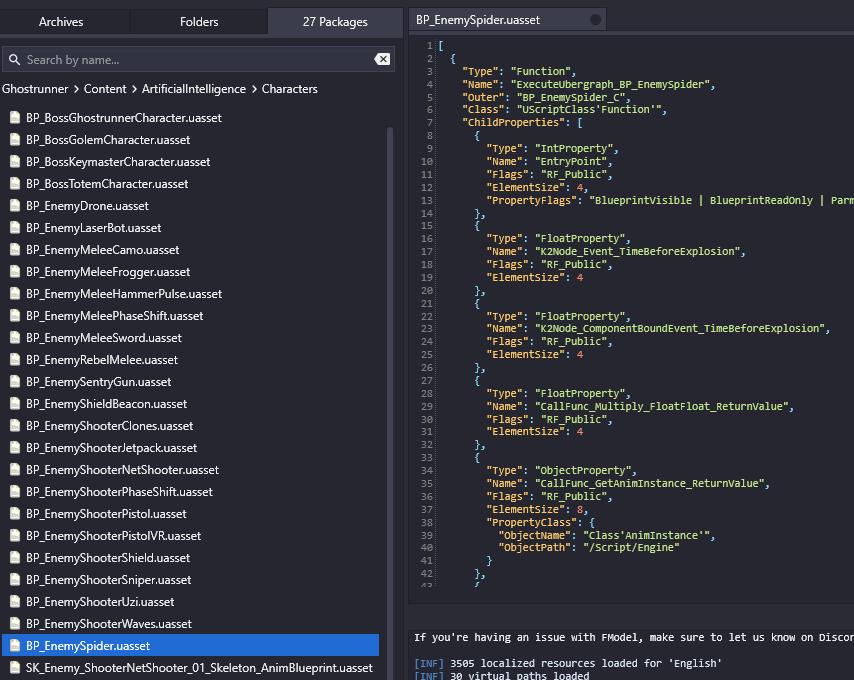 Archives
Folders
27 Packages
Search by name...
Ghostrunner > Content > ArtificialIntelligence > Characters
BP_BossGhostrunnerCharacter.uasset
BP_BossGolemCharacter.uasset
BP_BossKeymasterCharacter.uasset
BP_BossTotemCharacter.uasset
BP_EnemyDrone.uasset
BP_EnemyLaserBot.uasset
BP_EnemyMeleeCamo.uasset
BP_EnemyMeleeFrogger.uasset
BP_EnemyMeleeHammerPulse.uasset
BP_EnemyMeleePhaseShift.uasset
BP_EnemyMeleeSword.uasset
BP_EnemyRebelMelee.uasset
BP_EnemySentryGun.uasset
BP_EnemyShieldBeacon.uasset
BP_EnemyShooterClones.uasset
BP_EnemyShooterJetpack.uasset
BP_EnemyShooterNetShooter.uasset
BP_EnemyShooterPhaseShift.uasset
BP_EnemyShooterPistol.uasset
BP_EnemyShooterPistolVR.uasset
BP_EnemyShooterShield.uasset
BP_EnemyShooterSniper.uasset
BP_EnemyShooterUzi.uasset
BP_EnemyShooterWaves.uasset
BP_EnemySpider.uasset
SK_Enemy_ShooterNetShooter_01_Skeleton_AnimBlueprint.uasset
BP_EnemySpider.uasset
1 [
2 {
3 "Type": "Function",
4 "Name": "ExecuteUbergraph_BP_EnemySpider",
5 "Outer": "BP_EnemySpider_C",
6 "Class": "UScriptClass'Function'",
7 "ChildProperties": [
8 {
9 "Type": "IntProperty",
10 "Name": "EntryPoint",
11 "Flags": "RF_Public",
12 "ElementSize": 4,
13 "PropertyFlags": "BlueprintVisible | BlueprintReadOnly | Parm
14 },
15 {
16 "Type": "FloatProperty",
17 "Name": "K2Node_Event_TimeBeforeExplosion",
18 "Flags": "RF_Public",
19 "ElementSize": 4
20 },
21 {
22 "Type": "FloatProperty",
23 "Name": "K2Node_ComponentBoundEvent_TimeBeforeExplosion",
24 "Flags": "RF_Public",
25 "ElementSize": 4
26 },
27 {
28 "Type": "FloatProperty",
29 "Name": "CallFunc_Multiply_FloatFloat_ReturnValue",
30 "Flags": "RF_Public",
31 "ElementSize": 4
32 },
33 {
34 "Type": "ObjectProperty",
35 "Name": "CallFunc_GetAnimInstance_ReturnValue",
36 "Flags": "RF_Public",
37 "ElementSize": 8,
38 "PropertyClass": {
39 "ObjectName": "Class'AnimInstance'",
40 "ObjectPath": "/Script/Engine"
41 }
42 },
43 {
If you're having an issue with FModel, make sure to let us know on Discor
[INF] 3505 localized resources loaded for 'English'
[INF] 30 virtual paths loaded